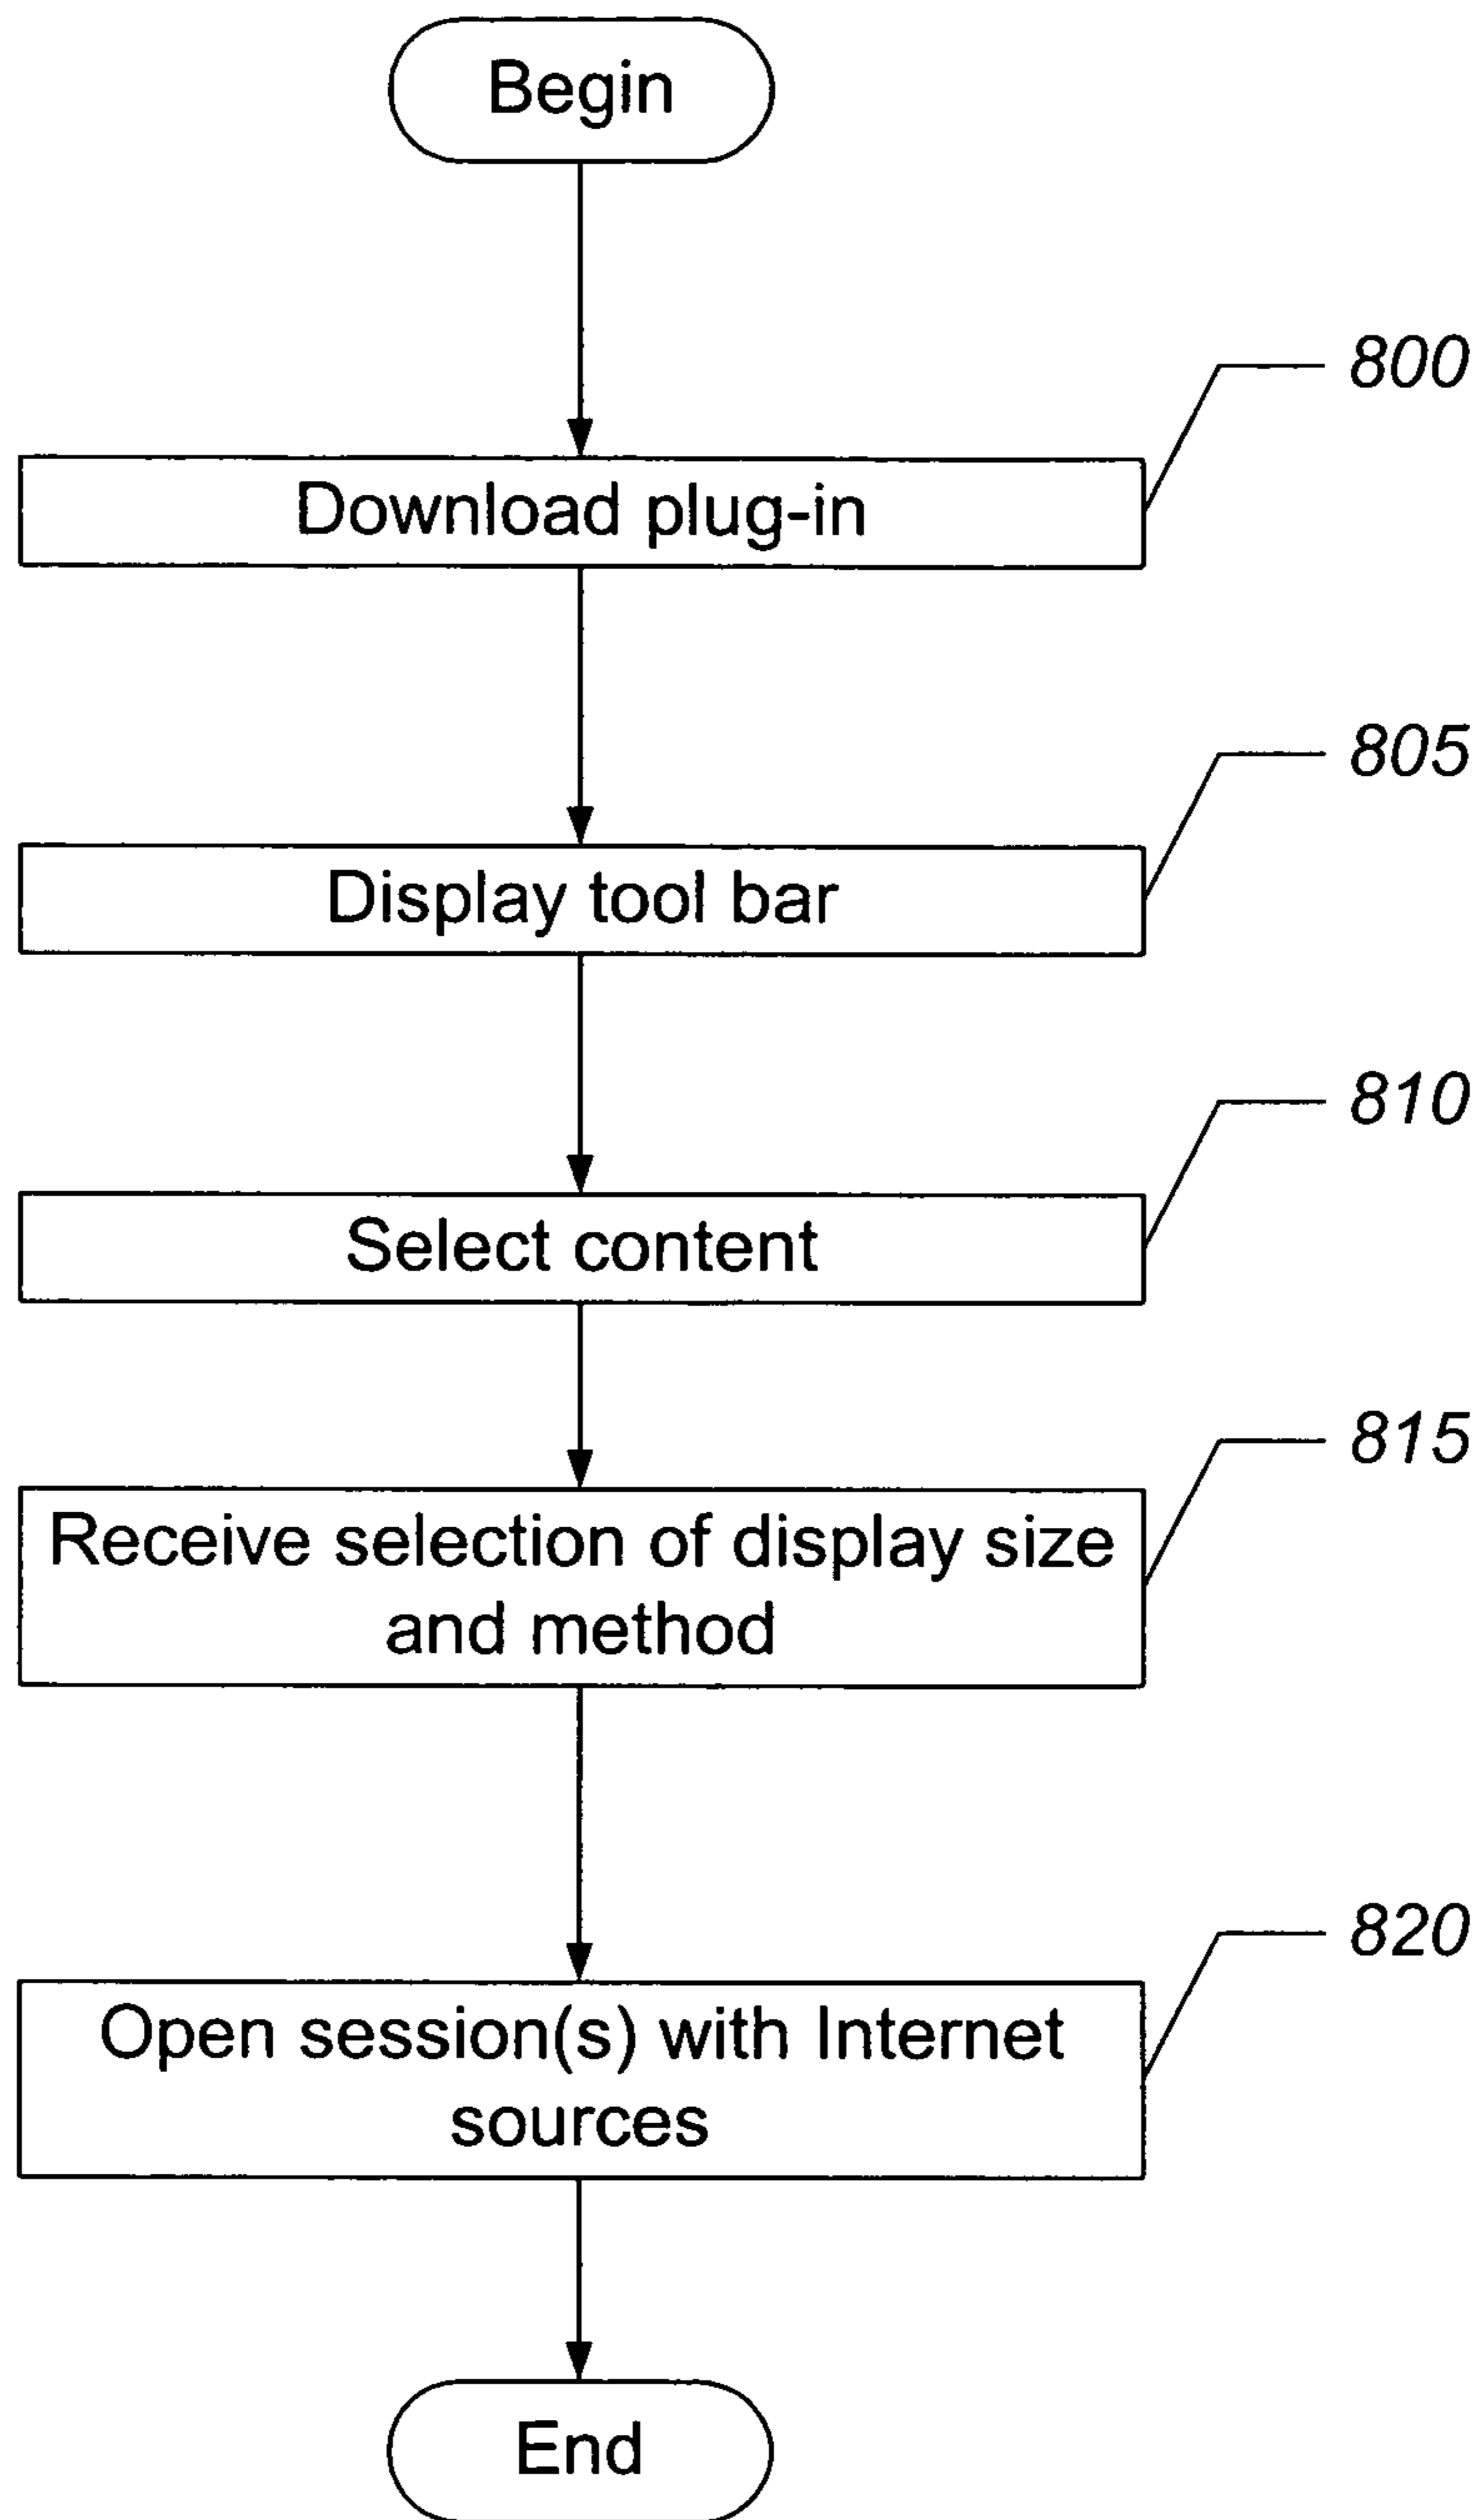 Begin
800
Download plug-in
805
Display tool bar
810
Select content
815
Receive selection of display size
and method
820
Open session(s) with Internet
sources
End